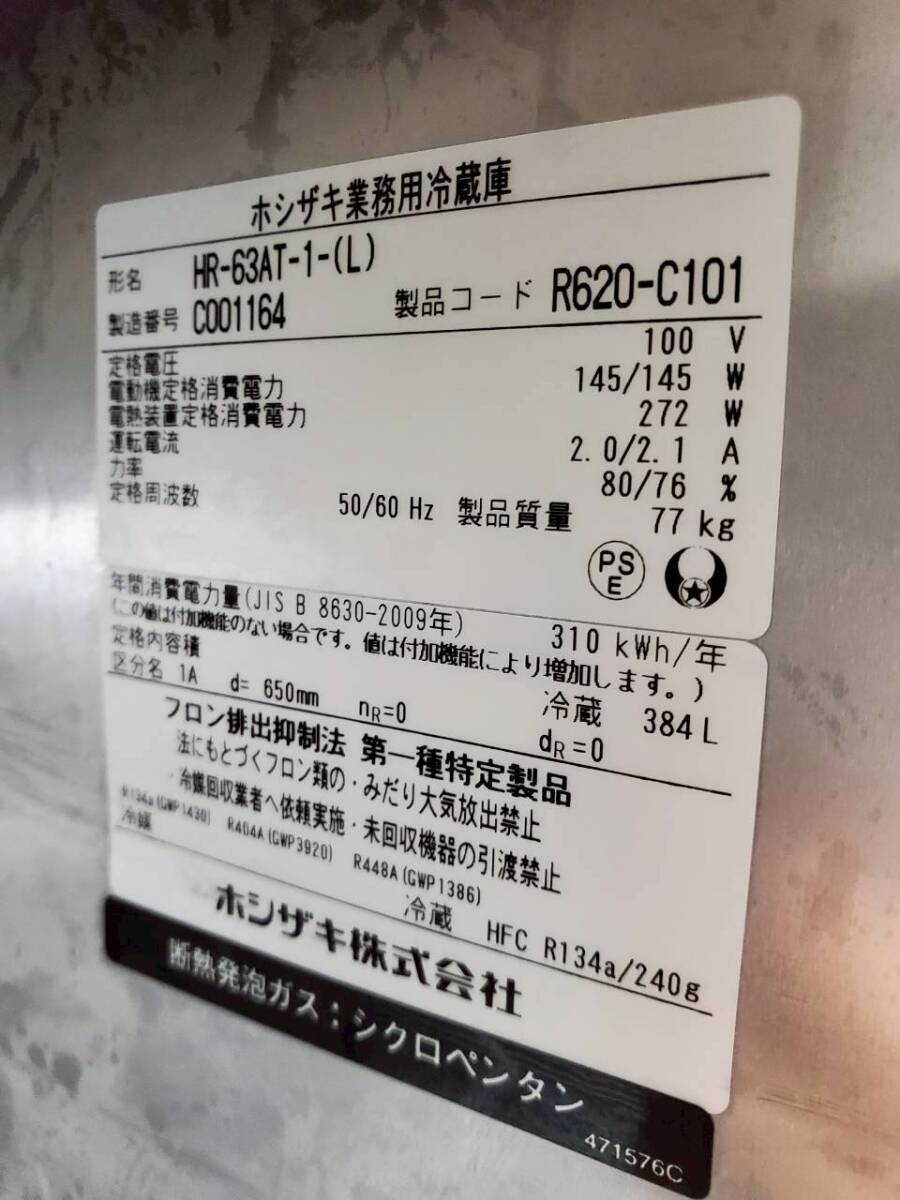 ホシザキ業務用冷蔵庫
形名 HR-63AT-1-(L)
製造番号 C001164 製品コード R620-C101
定格電圧 100 V
電動機定格消費電力 145/145 W
電熱装置定格消費電力 272 W
運転電流 2.0/2.1 A
力率 80/76 %
定格周波数 50/60 Hz 製品質量 77 kg
PS
E
年間消費電力量(JIS B 8630-2009年) 310 kWh/年
(この値は付加機能のない場合です。値は付加機能により増加します。)
定格内容積 冷蔵 384 L
区分名 1A d= 650mm nR=0 dR=0
フロン排出抑制法 第一種特定製品
法にもとづくフロン類の・みだり大気放出禁止
・冷媒回収業者へ依頼実施・未回収機器の引渡禁止
R134a(GWP1430) R404A(GWP3920) R448A(GWP1386)
冷媒 冷蔵 HFC R134a/240g
ホシザキ株式会社
断熱発泡ガス：シクロペンタン
471576C